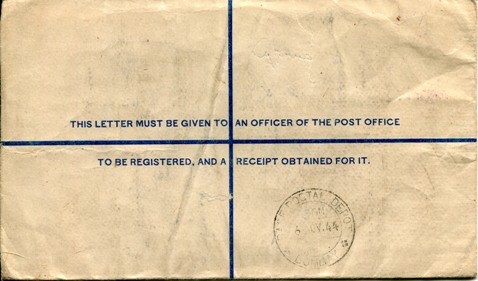 THIS LETTER MUST BE GIVEN TO AN OFFICER OF THE POST OFFICE
TO BE REGISTERED, AND A RECEIPT OBTAINED FOR IT.
POSTAL DEPOT
44